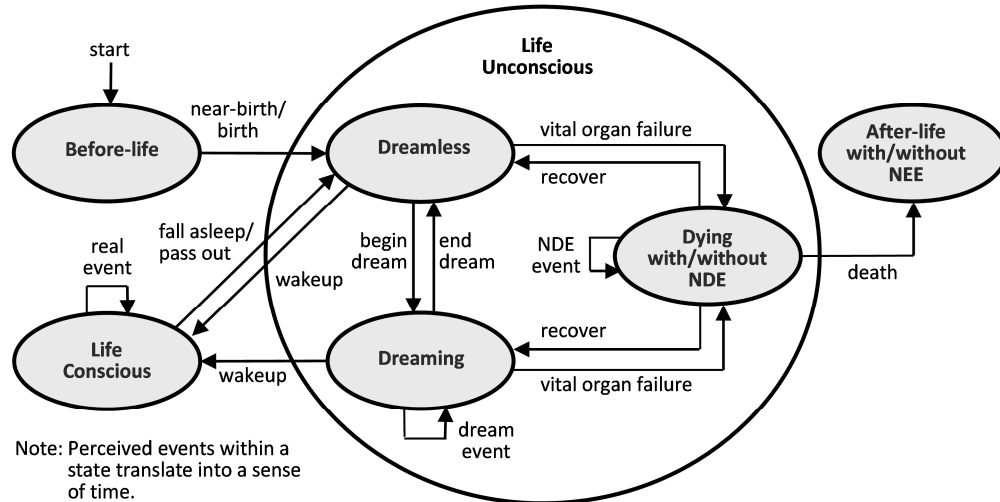 start
Life
Unconscious
near-birth/
birth
Before-life
Dreamless
vital organ failure
recover
After-life
with/without
NEE
fall asleep/
pass out
wakeup
begin
dream
end
dream
NDE
event
Dying
with/without
NDE
death
real
event
Life
Conscious
wakeup
Dreaming
recover
vital organ failure
dream
event
Note: Perceived events within a
state translate into a sense
of time.